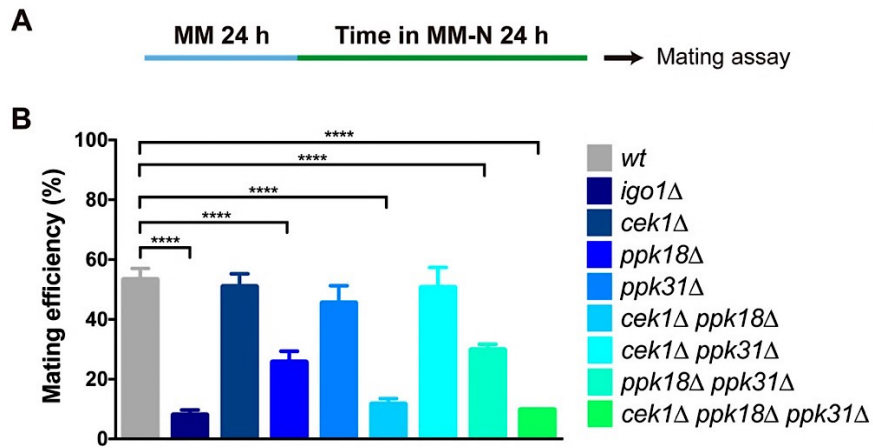 A
MM 24 h
Time in MM-N 24 h
Mating assay
B
Mating efficiency (%)
100
80
60
40
20
0
****
****
****
****
****
wt
igo1Δ
cek1Δ
ppk18Δ
ppk31Δ
cek1Δ ppk18Δ
cek1Δ ppk31Δ
ppk18Δ ppk31Δ
cek1Δ ppk18Δ ppk31Δ